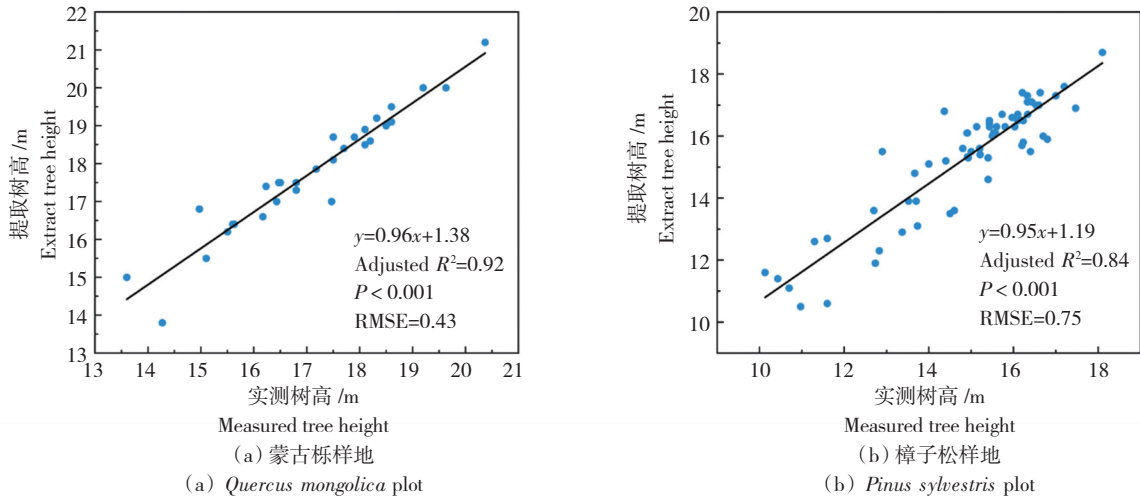 22
21
20
19
18
17
16
15
14
13
提取树高 /m
Extract tree height /m
y=0.96x+1.38
Adjusted R²=0.92
P < 0.001
RMSE=0.43
13 14 15 16 17 18 19 20 21
实测树高 /m
Measured tree height
(a) 蒙古栎样地
(a) Quercus mongolica plot
20
18
16
14
12
10
提取树高 /m
Extract tree height /m
y=0.95x+1.19
Adjusted R²=0.84
P < 0.001
RMSE=0.75
10 12 14 16 18
实测树高 /m
Measured tree height
(b) 樟子松样地
(b) Pinus sylvestris plot